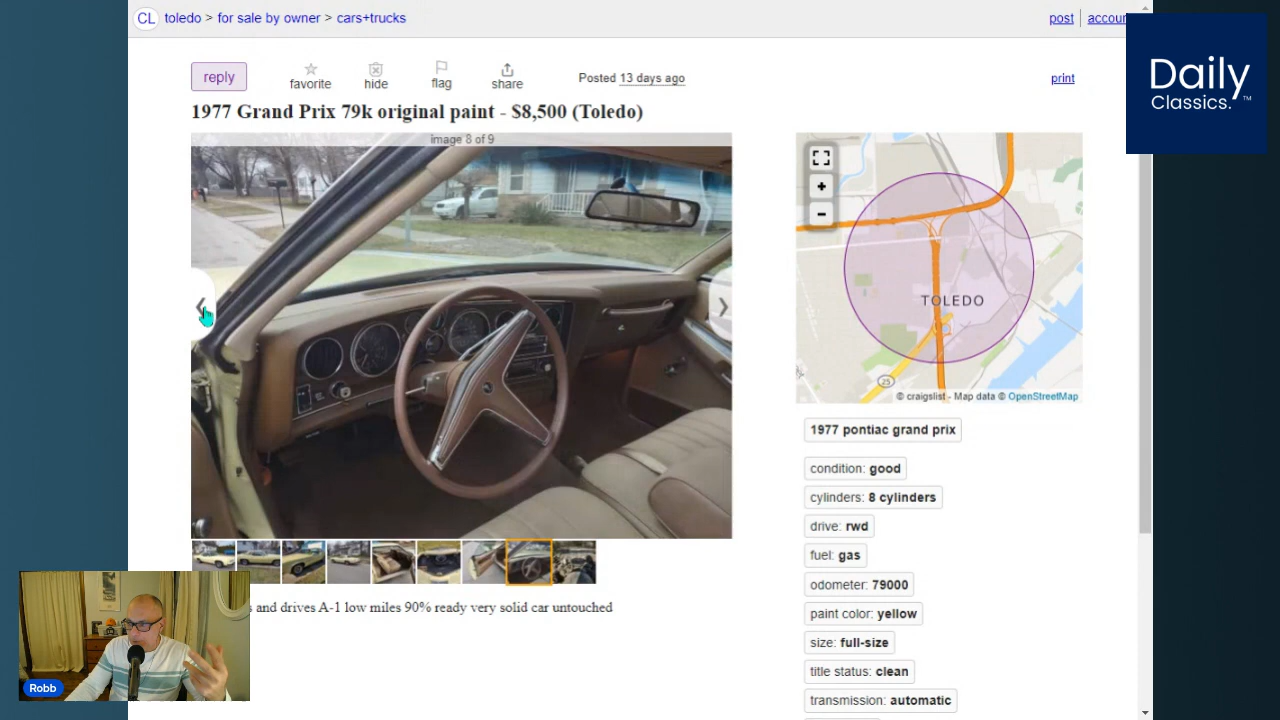 CL toledo > for sale by owner > cars+trucks
post
accou
Daily
Classics.™
reply
favorite
hide
flag
share
Posted 13 days ago
print
1977 Grand Prix 79k original paint - $8,500 (Toledo)
image 8 of 9
+
−
TOLEDO
25
© craigslist - Map data © OpenStreetMap
1977 pontiac grand prix
condition: good
cylinders: 8 cylinders
drive: rwd
fuel: gas
odometer: 79000
paint color: yellow
size: full-size
title status: clean
transmission: automatic
s and drives A-1 low miles 90% ready very solid car untouched
Robb